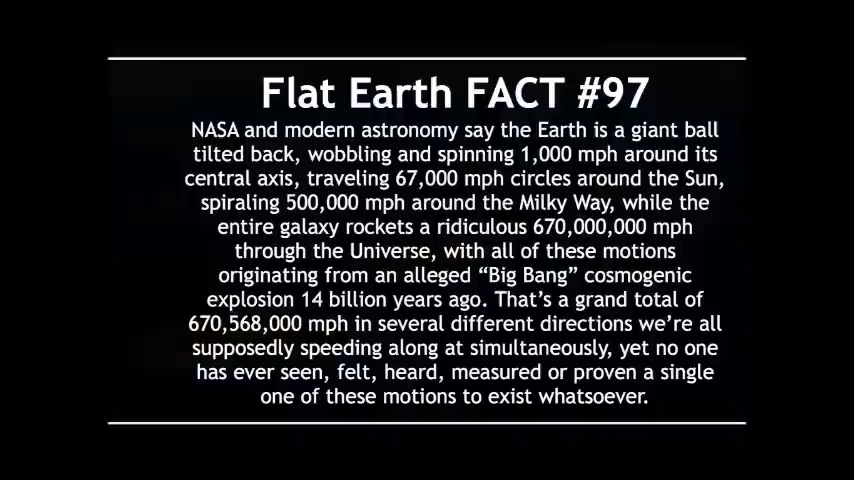 Flat Earth FACT #97
NASA and modern astronomy say the Earth is a giant ball
tilted back, wobbling and spinning 1,000 mph around its
central axis, traveling 67,000 mph circles around the Sun,
spiraling 500,000 mph around the Milky Way, while the
entire galaxy rockets a ridiculous 670,000,000 mph
through the Universe, with all of these motions
originating from an alleged “Big Bang” cosmogenic
explosion 14 billion years ago. That’s a grand total of
670,568,000 mph in several different directions we’re all
supposedly speeding along at simultaneously, yet no one
has ever seen, felt, heard, measured or proven a single
one of these motions to exist whatsoever.